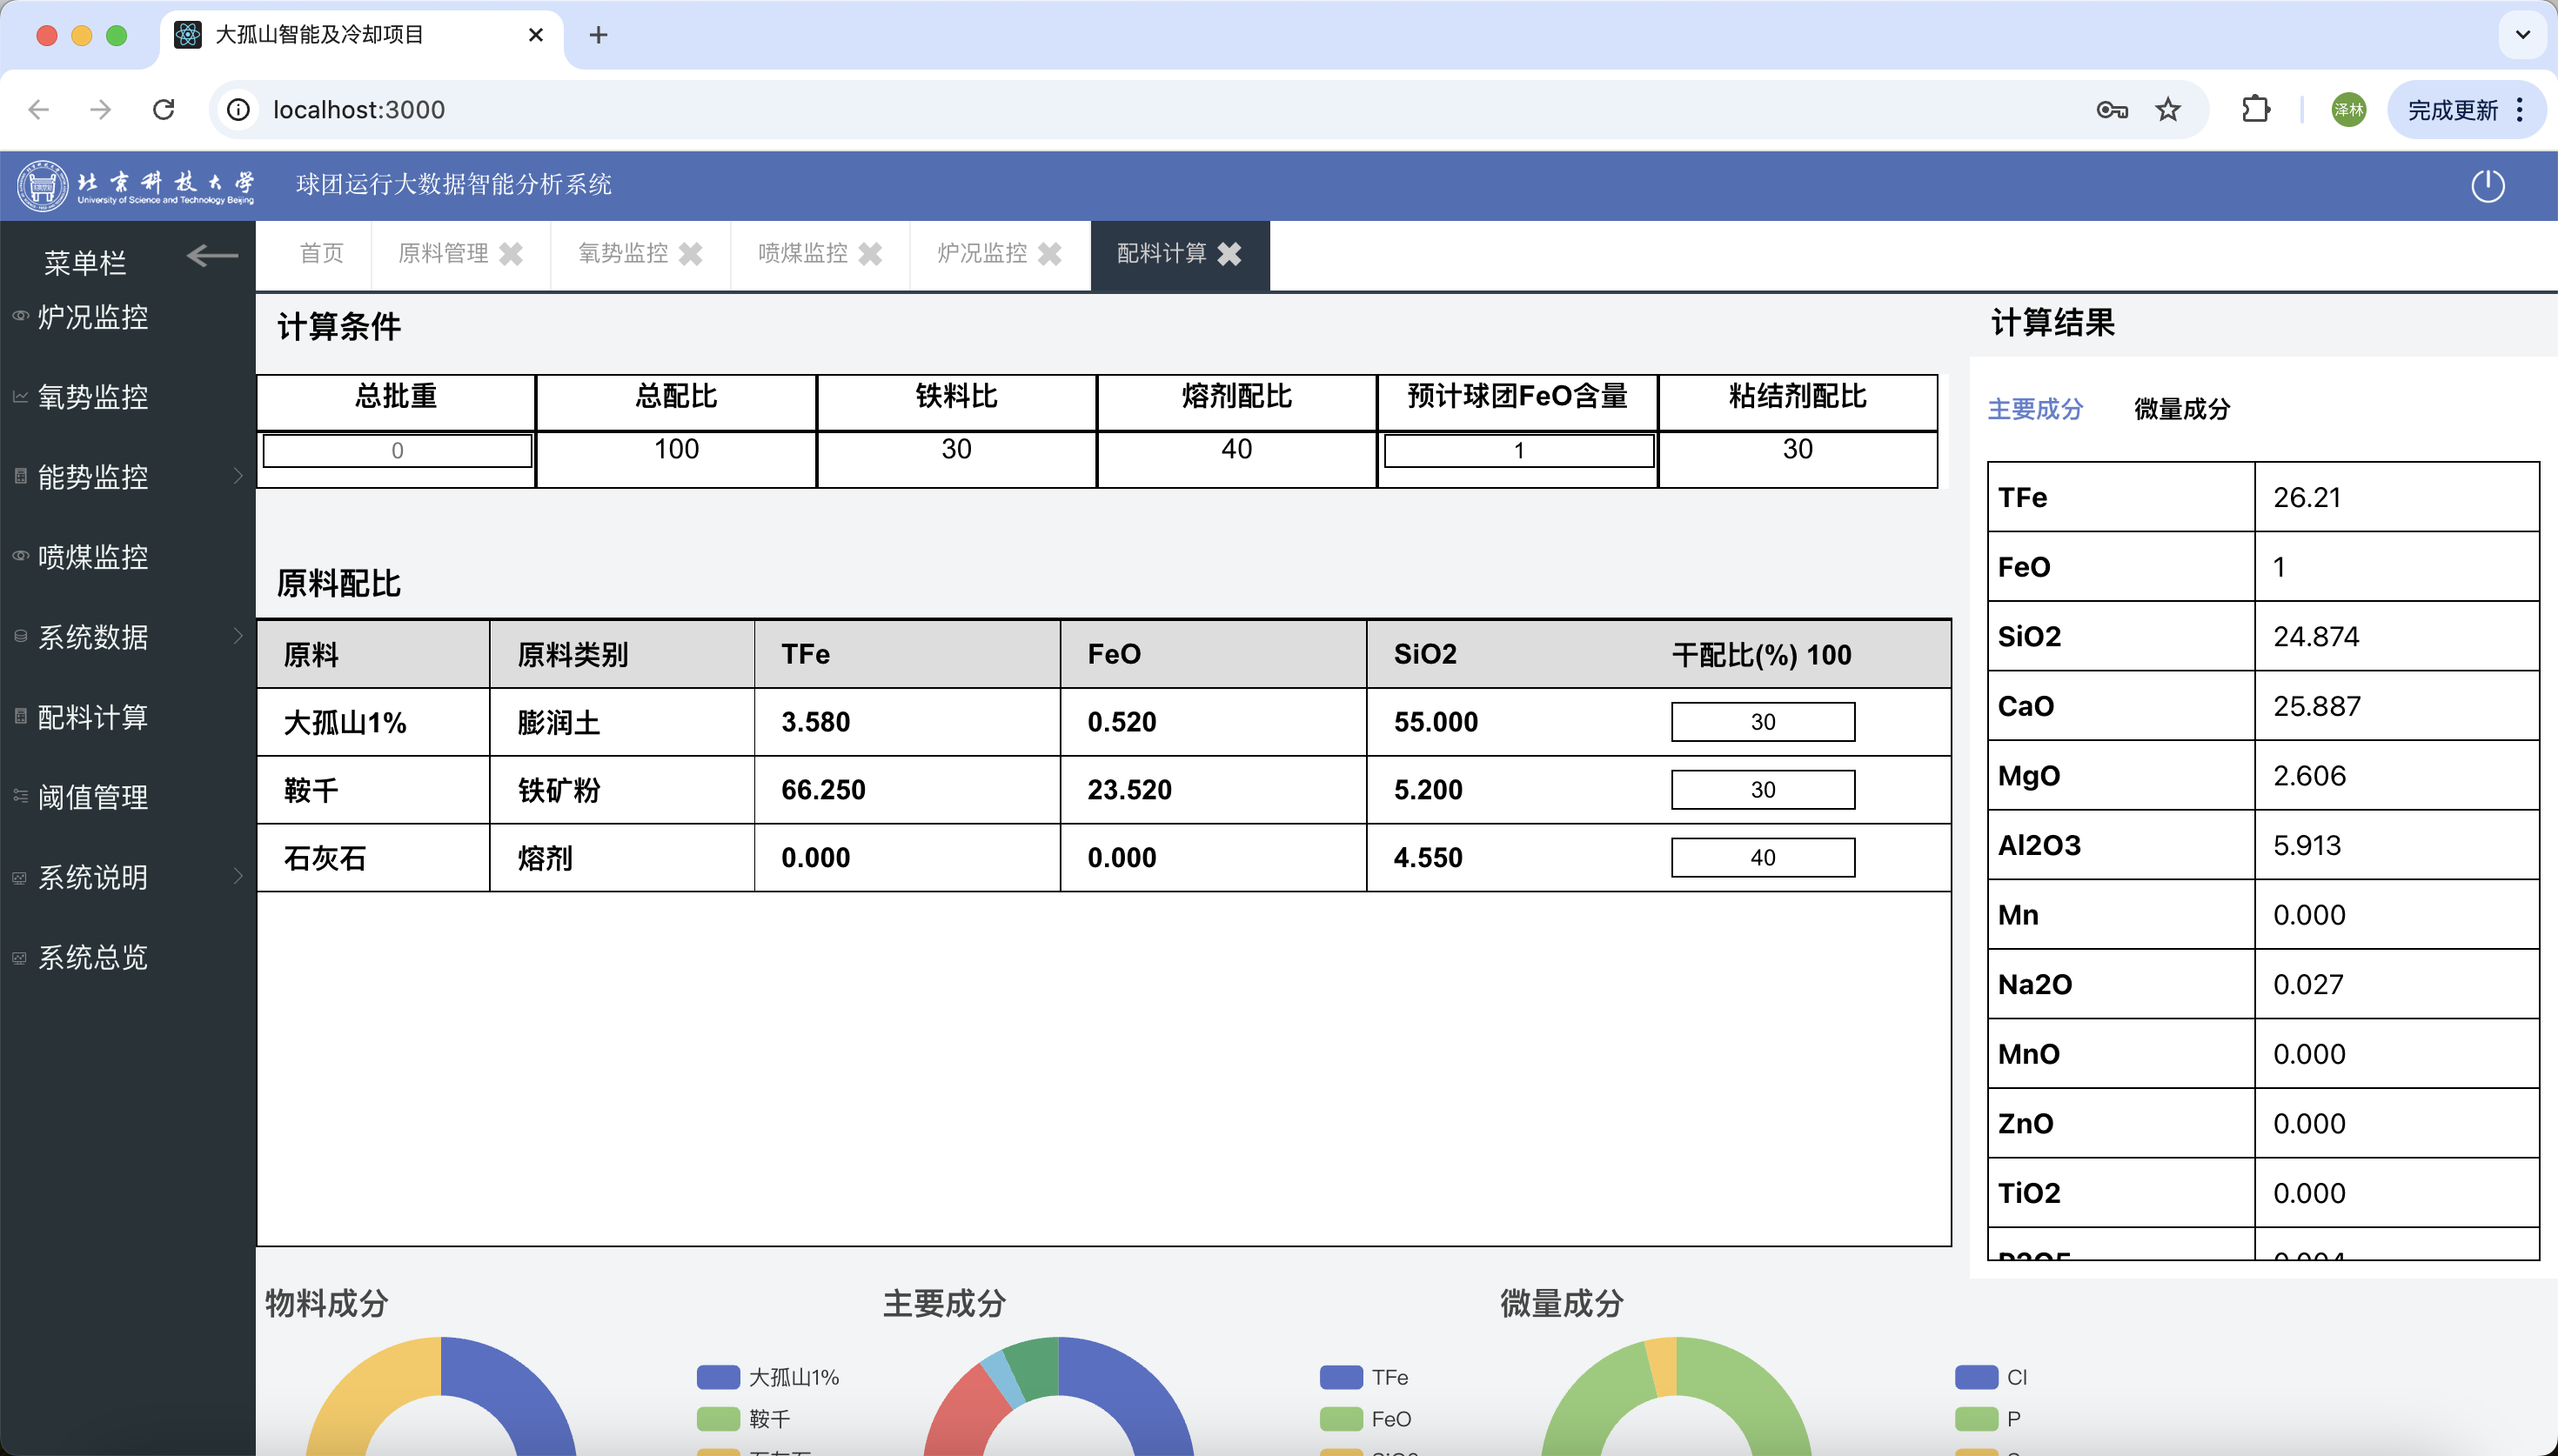 大孤山智能及冷却项目
localhost:3000
泽林
完成更新
北京科技大学
University of Science and Technology Beijing
球团运行大数据智能分析系统
菜单栏
炉况监控
氧势监控
能势监控
喷煤监控
系统数据
配料计算
阈值管理
系统说明
系统总览
首页 原料管理 氧势监控 喷煤监控 炉况监控 配料计算
计算条件
总批重 总配比 铁料比 熔剂配比 预计球团FeO含量 粘结剂配比
0 100 30 40 1 30
原料配比
原料 原料类别 TFe FeO SiO2 干配比(%) 100
大孤山1% 膨润土 3.580 0.520 55.000 30
鞍千 铁矿粉 66.250 23.520 5.200 30
石灰石 熔剂 0.000 0.000 4.550 40
计算结果
主要成分 微量成分
TFe 26.21
FeO 1
SiO2 24.874
CaO 25.887
MgO 2.606
Al2O3 5.913
Mn 0.000
Na2O 0.027
MnO 0.000
ZnO 0.000
TiO2 0.000
P2O5 0.004
物料成分
大孤山1%
鞍千
主要成分
TFe
FeO
微量成分
Cl
P